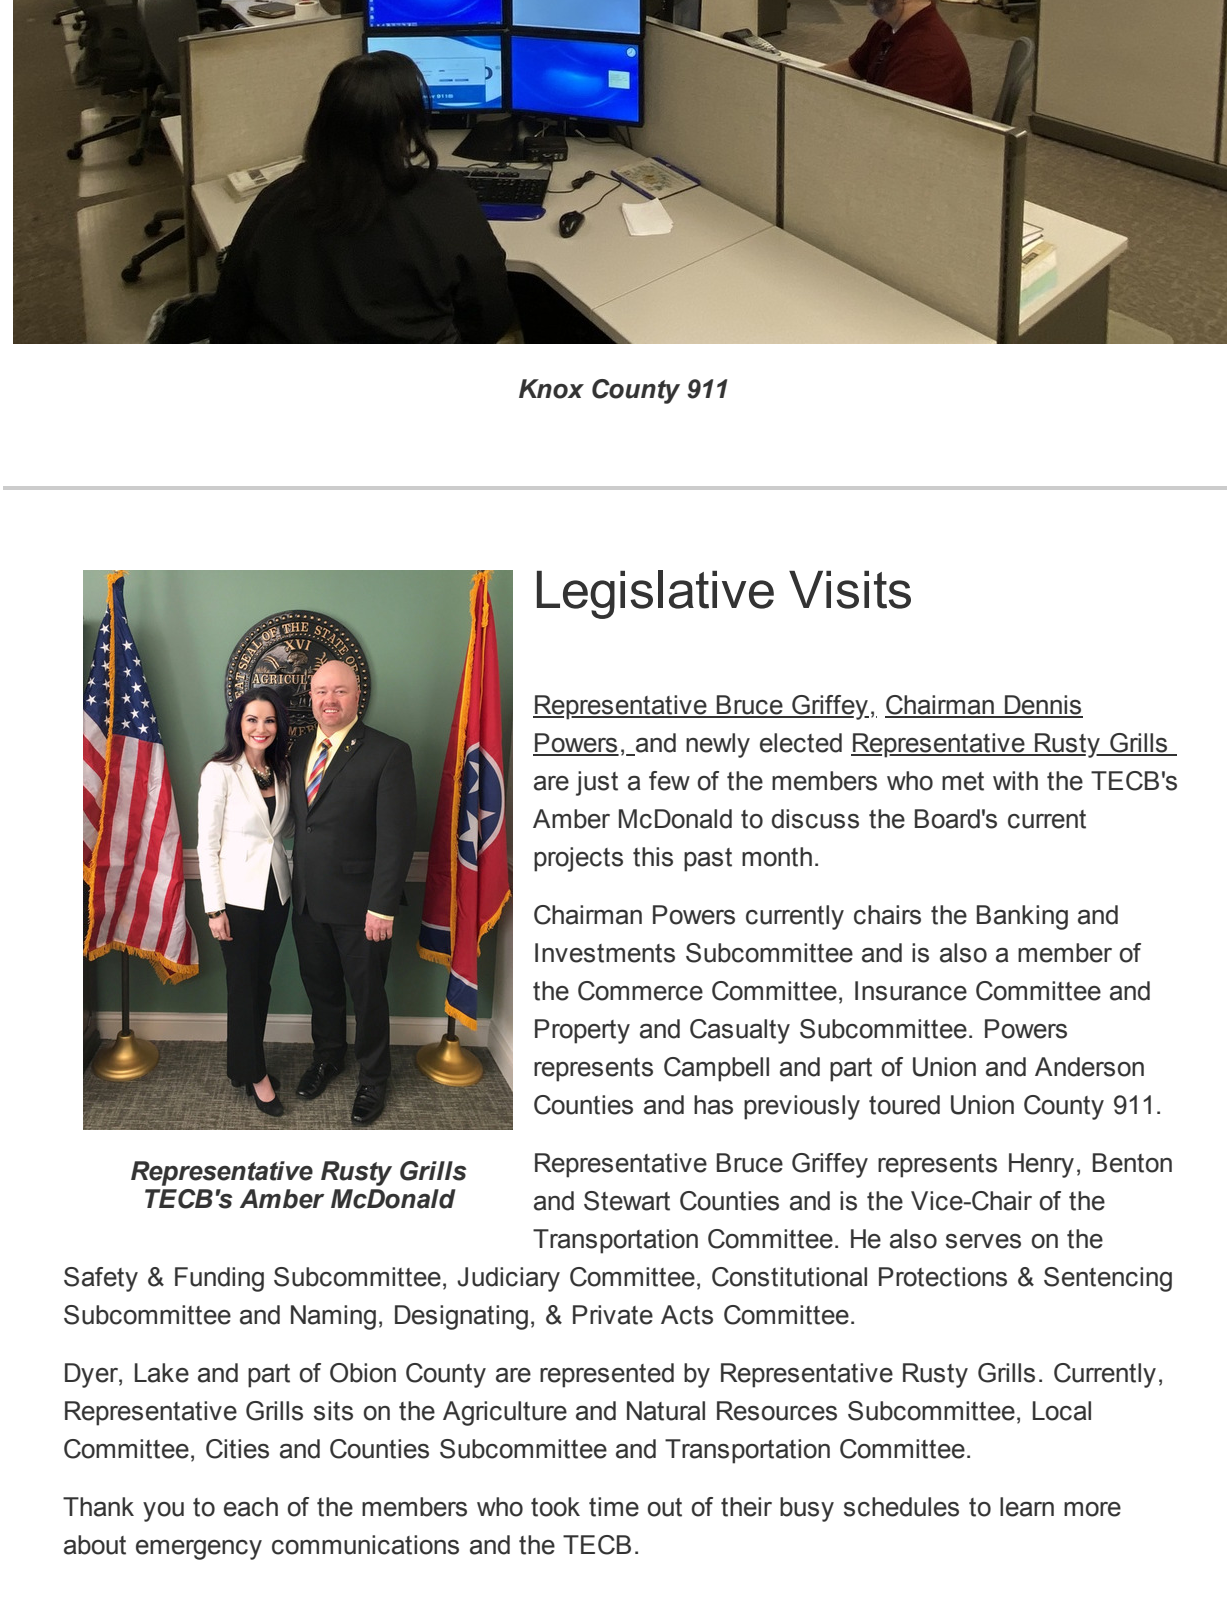 Knox County 911
GREAT SEAL OF THE STATE OF
XVI
AGRICULT
Legislative Visits
Representative Bruce Griffey, Chairman Dennis
Powers, and newly elected Representative Rusty Grills
are just a few of the members who met with the TECB's
Amber McDonald to discuss the Board's current
projects this past month.
Chairman Powers currently chairs the Banking and
Investments Subcommittee and is also a member of
the Commerce Committee, Insurance Committee and
Property and Casualty Subcommittee. Powers
represents Campbell and part of Union and Anderson
Counties and has previously toured Union County 911.
Representative Rusty Grills
TECB's Amber McDonald
Representative Bruce Griffey represents Henry, Benton
and Stewart Counties and is the Vice-Chair of the
Transportation Committee. He also serves on the
Safety & Funding Subcommittee, Judiciary Committee, Constitutional Protections & Sentencing
Subcommittee and Naming, Designating, & Private Acts Committee.
Dyer, Lake and part of Obion County are represented by Representative Rusty Grills. Currently,
Representative Grills sits on the Agriculture and Natural Resources Subcommittee, Local
Committee, Cities and Counties Subcommittee and Transportation Committee.
Thank you to each of the members who took time out of their busy schedules to learn more
about emergency communications and the TECB.